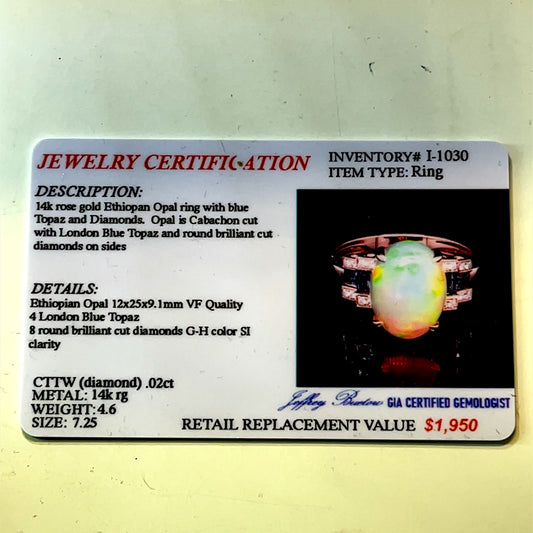 JEWELRY CERTIFICATION
INVENTORY# I-1030
ITEM TYPE: Ring
DESCRIPTION:
14k rose gold Ethiopan Opal ring with blue
Topaz and Diamonds. Opal is Cabachon cut
with London Blue Topaz and round brilliant cut
diamonds on sides
DETAILS:
Ethiopian Opal 12x25x9.1mm VF Quality
4 London Blue Topaz
8 round brilliant cut diamonds G-H color SI
clarity
CTTW (diamond) .02ct
METAL: 14k rg
WEIGHT: 4.6
SIZE: 7.25
Jeffrey GIA CERTIFIED GEMOLOGIST
RETAIL REPLACEMENT VALUE $1,950